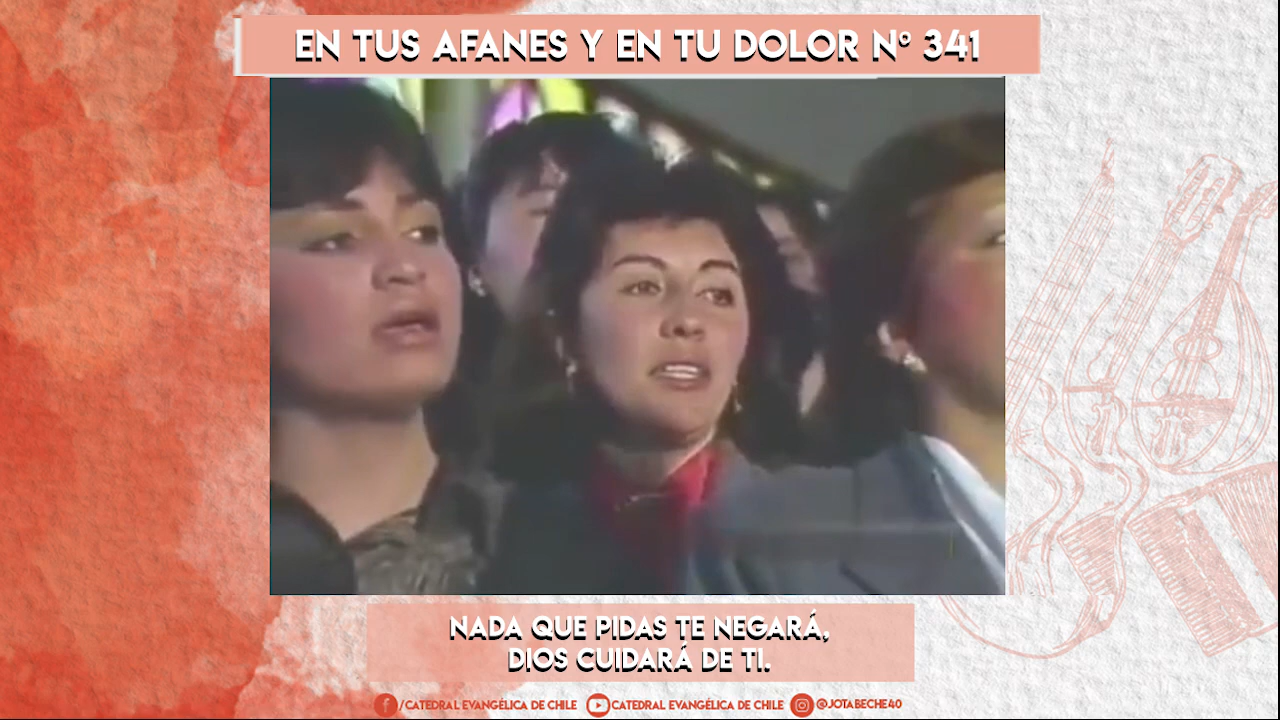 EN TUS AFANES Y EN TU DOLOR Nº 341
NADA QUE PIDAS TE NEGARÁ,
DIOS CUIDARÁ DE TI.
/CATEDRAL EVANGÉLICA DE CHILE CATEDRAL EVANGÉLICA DE CHILE @JOTABECHE40